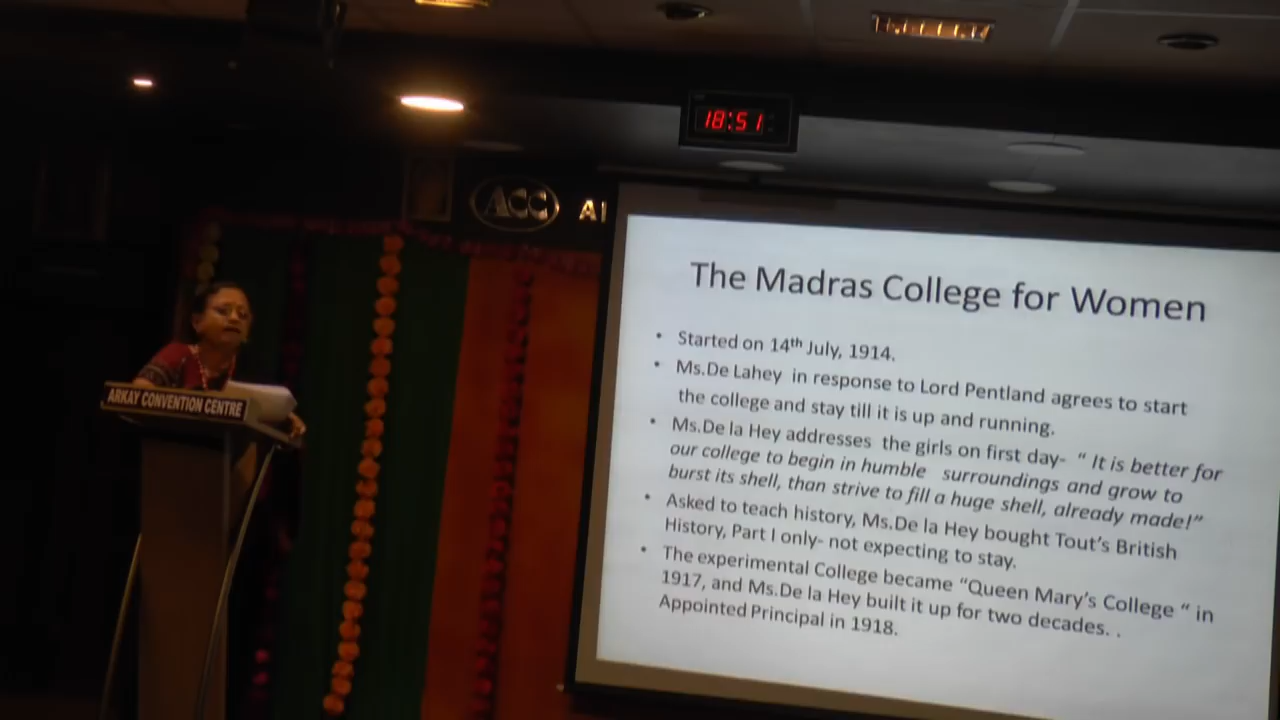 18:51
ACC
The Madras College for Women
• Started on 14th July, 1914.
• Ms.De Lahey in response to Lord Pentland agrees to start
the college and stay till it is up and running.
• Ms.De la Hey addresses the girls on first day- “ It is better for
our college to begin in humble surroundings and grow to
burst its shell, than strive to fill a huge shell, already made!”
• Asked to teach history, Ms.De la Hey bought Tout’s British
History, Part I only- not expecting to stay.
• The experimental College became “Queen Mary’s College “ in
1917, and Ms.De la Hey built it up for two decades. .
Appointed Principal in 1918.
ARKAY CONVENTION CENTRE